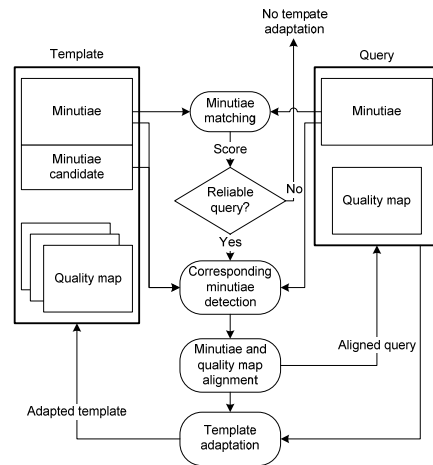 No tempate
adaptation
Template
Query
Minutiae
Minutiae
matching
Minutiae
Score
Minutiae
candidate
Reliable
query?
No
Quality map
Yes
Quality map
Corresponding
minutiae
detection
Minutiae and
quality map
alignment
Aligned query
Adapted template
Template
adaptation